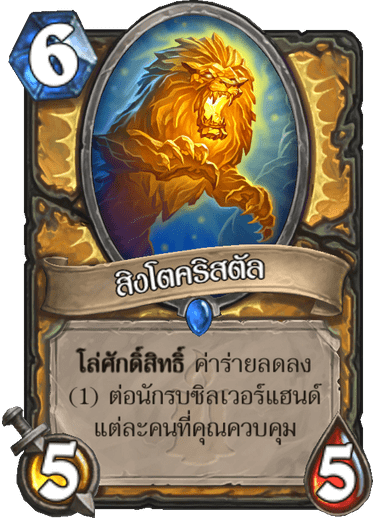 6
สิงโตคริสตัล
โล่ศักดิ์สิทธิ์ ค่าร่ายลดลง
(1) ต่อนักรบซิลเวอร์แฮนด์
แต่ละคนที่คุณควบคุม
5 5